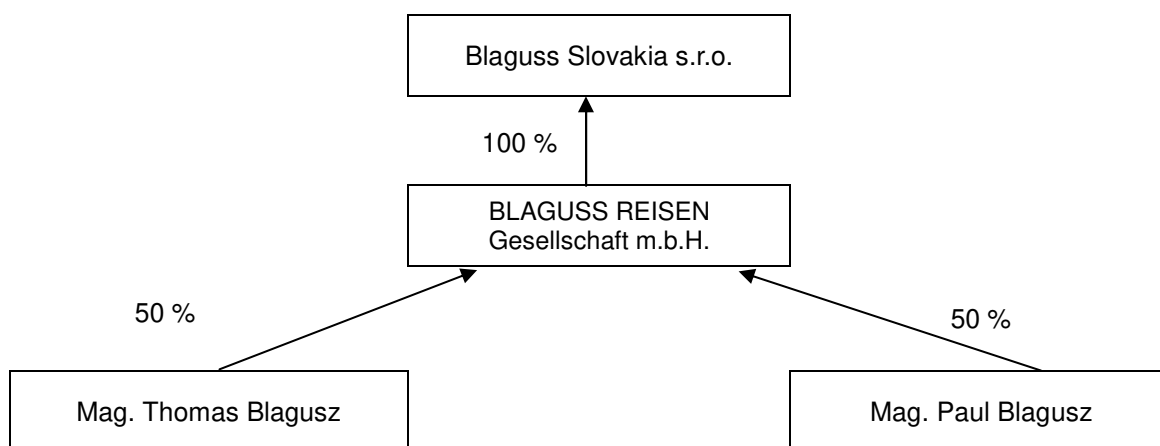 Blaguss Slovakia s.r.o.
100 %
BLAGUSS REISEN
Gesellschaft m.b.H.
50 %
50 %
Mag. Thomas Blagusz
Mag. Paul Blagusz